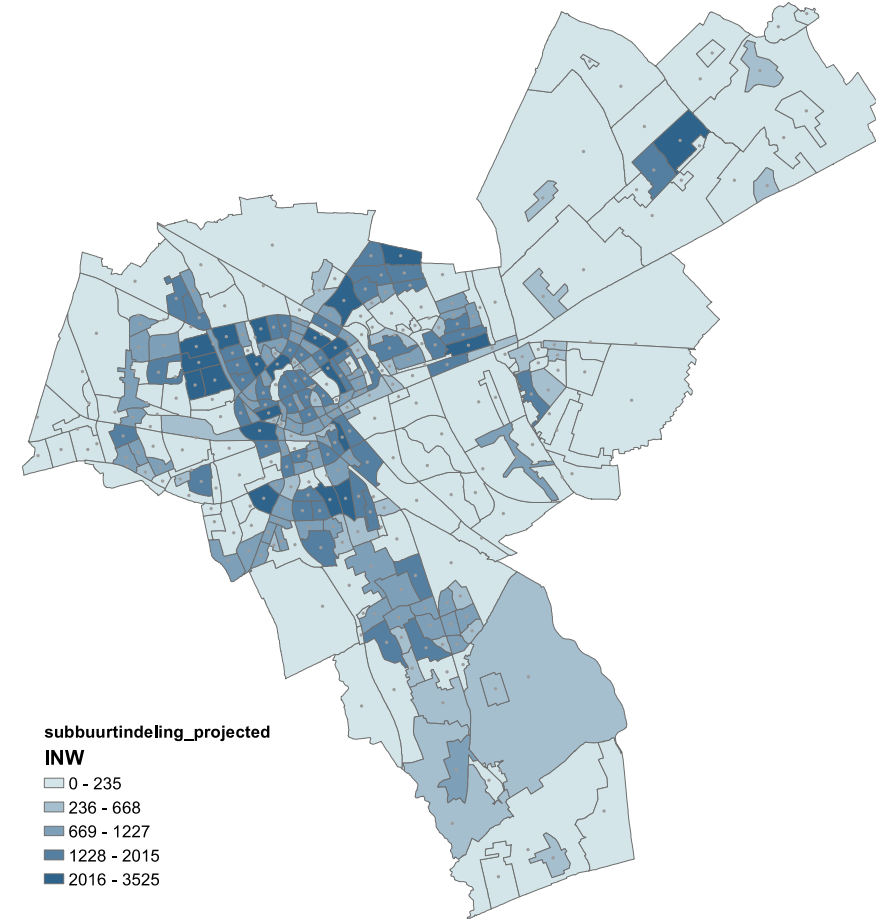 subbuurtindeling_projected
INW
0 - 235
236 - 668
669 - 1227
1228 - 2015
2016 - 3525